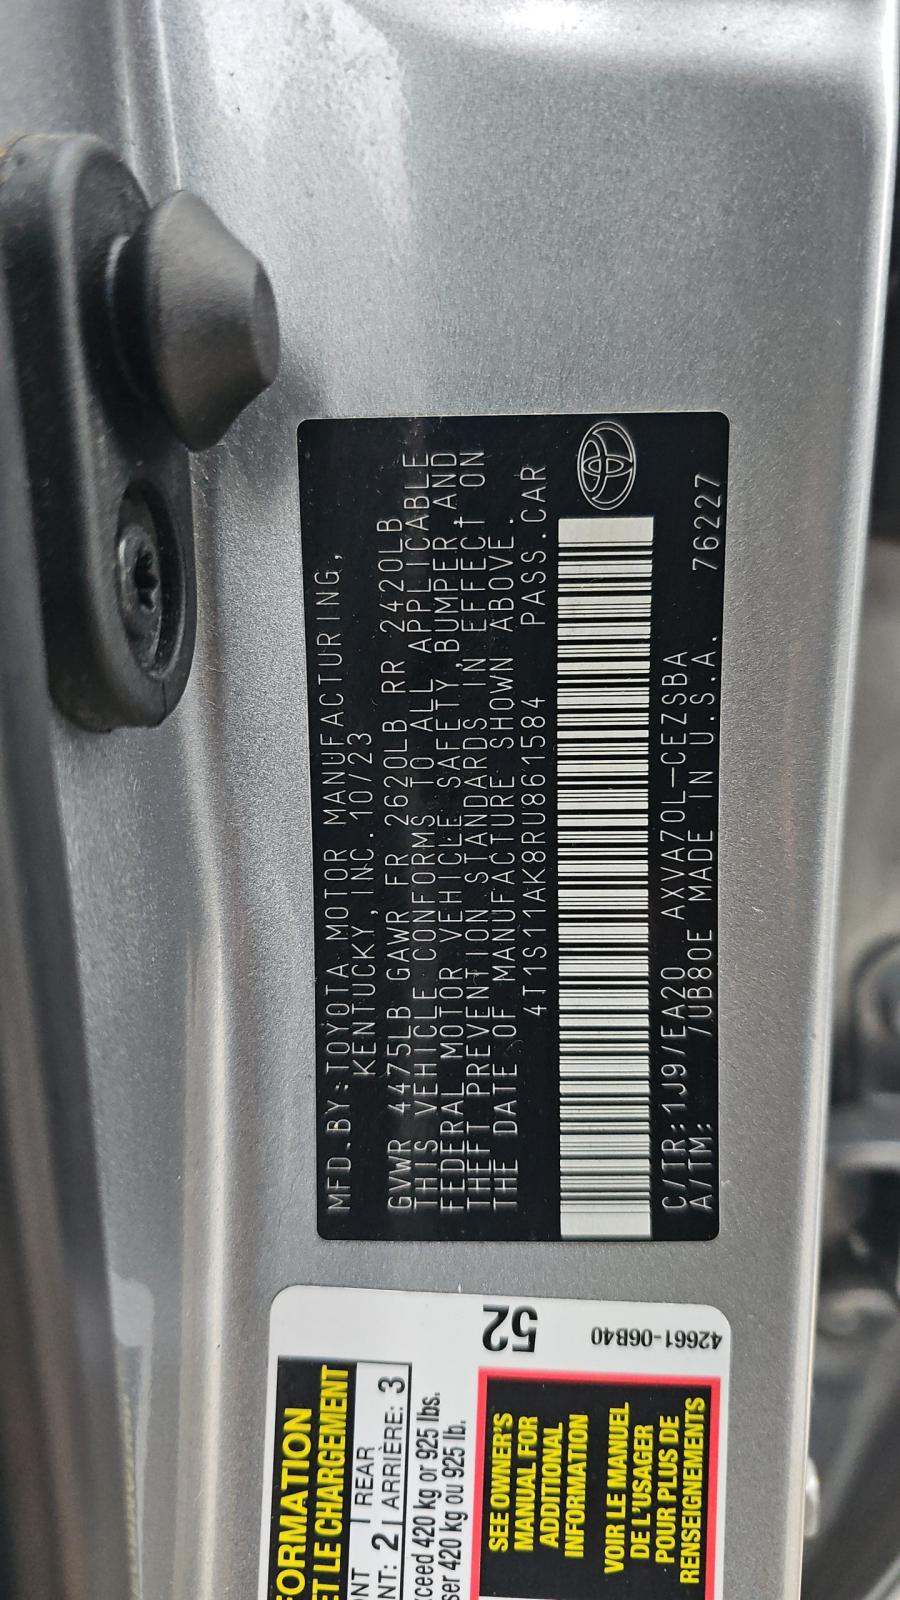 MFD.BY:TOYOTA MOTOR MANUFACTURING,
KENTUCKY, INC. 10/23
GVWR 4475LB GAWR FR 2620LB RR 2420LB
THIS VEHICLE CONFORMS TO ALL APPLICABLE
FEDERAL MOTOR VEHICLE SAFETY, BUMPER, AND
THEFT PREVENTION STANDARDS IN EFFECT ON
THE DATE OF MANUFACTURE SHOWN ABOVE.
4T1S11AK8RU861584 PASS.CAR
C/TR:1J9/EA20 AXVA70L-CEZSBA
A/TM: /UB80E MADE IN U.S.A. 76227
52
42661-06B40
FORMATION
ET LE CHARGEMENT
REAR
NT: 2 ARRIÈRE: 3
xceed 420 kg or 925 lbs.
ser 420 kg ou 925 lb.
SEE OWNER'S
MANUAL FOR
ADDITIONAL
INFORMATION
VOIR LE MANUEL
DE L'USAGER
POUR PLUS DE
RENSEIGNEMENTS